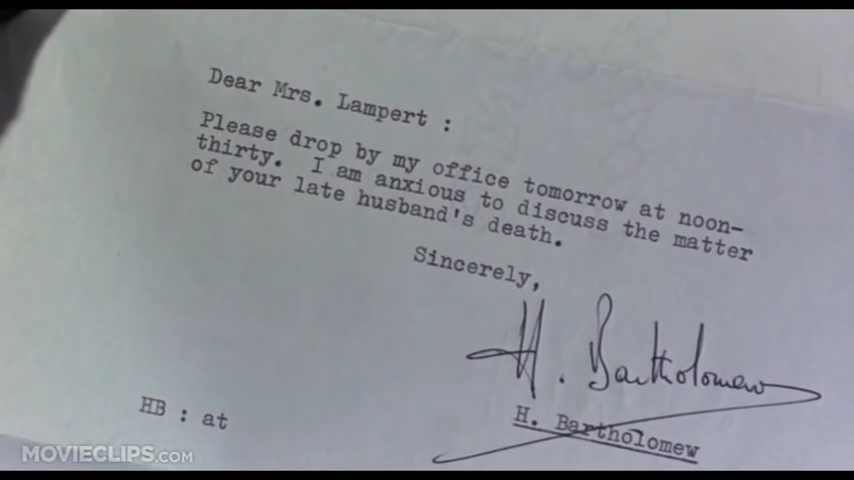 Dear Mrs. Lampert :
Please drop by my office tomorrow at noon-
thirty.  I am anxious to discuss the matter
of your late husband's death.
Sincerely,
H. Bartholomew
H. Bartholomew
HB : at
MOVIECLIPS.COM